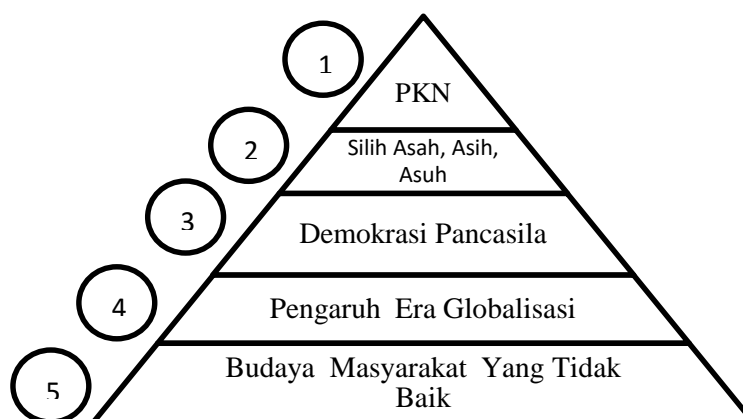 1
PKN
2
Silih Asah, Asih,
Asuh
3
Demokrasi Pancasila
4
Pengaruh Era Globalisasi
5
Budaya Masyarakat Yang Tidak
Baik